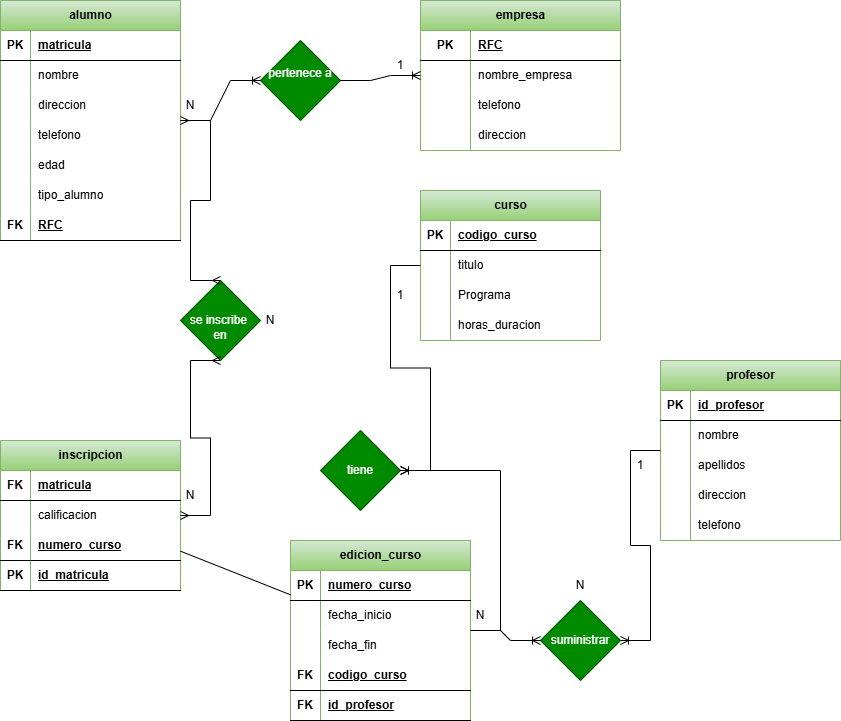 alumno
PK matricula
nombre
direccion
telefono
edad
tipo_alumno
FK RFC
N
pertenece a
1
empresa
PK RFC
nombre_empresa
telefono
direccion
curso
PK codigo_curso
titulo
Programa
horas_duracion
1
se inscribe
en
N
profesor
PK id_profesor
nombre
apellidos
direccion
telefono
1
inscripcion
FK matricula
calificacion
FK numero_curso
PK id_matricula
N
tiene
edicion_curso
PK numero_curso
fecha_inicio
fecha_fin
FK codigo_curso
FK id_profesor
N
N
suministrar